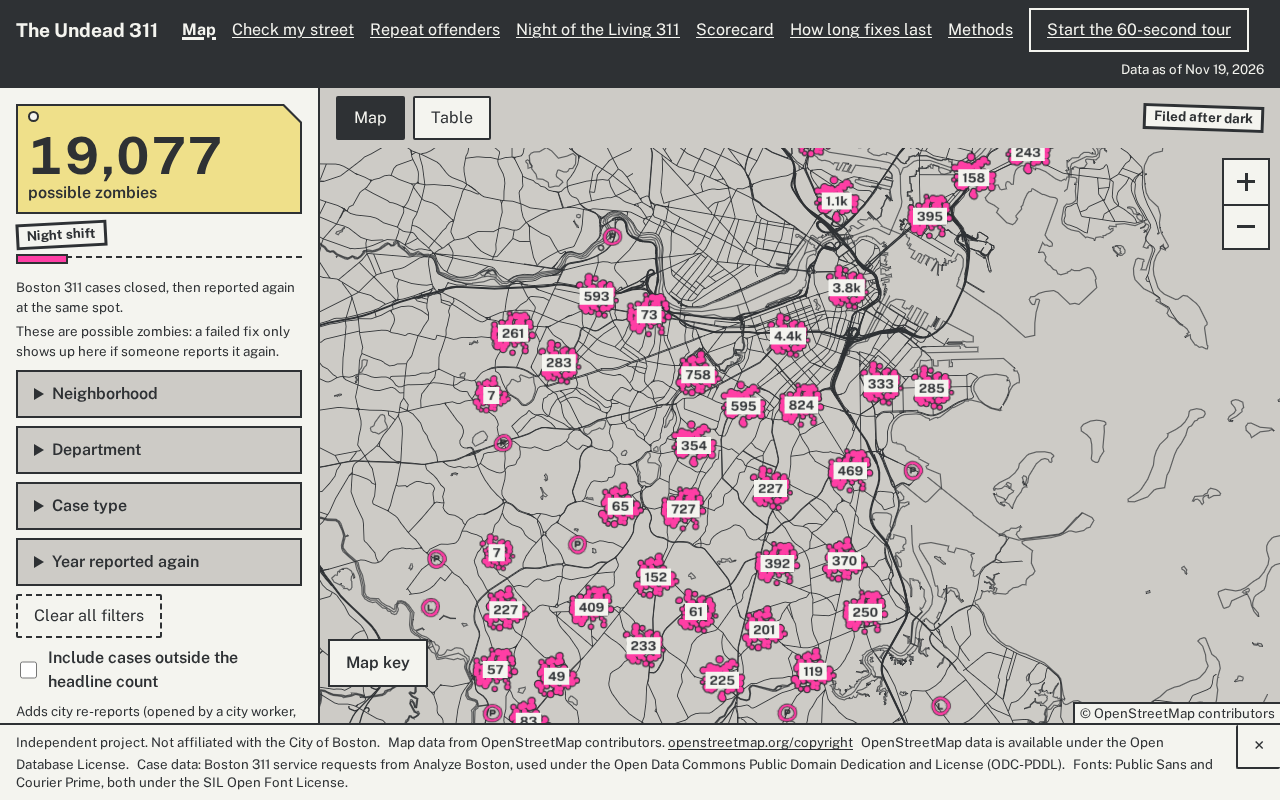 The Undead 311
Map
Check my street
Repeat offenders
Night of the Living 311
Scorecard
How long fixes last
Methods
Start the 60-second tour
Data as of Nov 19, 2026
19,077
possible zombies
Night shift
Boston 311 cases closed, then reported again
at the same spot.
These are possible zombies: a failed fix only
shows up here if someone reports it again.
Neighborhood
Department
Case type
Year reported again
Clear all filters
Include cases outside the
headline count
Adds city re-reports (opened by a city worker,
Map
Table
Filed after dark
243
158
1.1k
395
P
593
3.8k
73
261
4.4k
283
758
333
285
7
595
824
P
354
469
P
227
65
727
P
7
P
392
370
152
L
227
409
61
250
201
233
Map key
57
49
225
119
P
83
P
L
+
−
© OpenStreetMap contributors
Independent project. Not affiliated with the City of Boston. Map data from OpenStreetMap contributors. openstreetmap.org/copyright OpenStreetMap data is available under the Open
Database License. Case data: Boston 311 service requests from Analyze Boston, used under the Open Data Commons Public Domain Dedication and License (ODC-PDDL). Fonts: Public Sans and
Courier Prime, both under the SIL Open Font License.
×